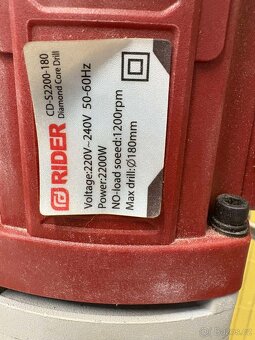 RIDER
CD-S2200-180
Diamond Core Drill
Voltage:220V~240V 50-60Hz
Power:2200W
NO-load soeed:1200rpm
Max drill:Ø180mm